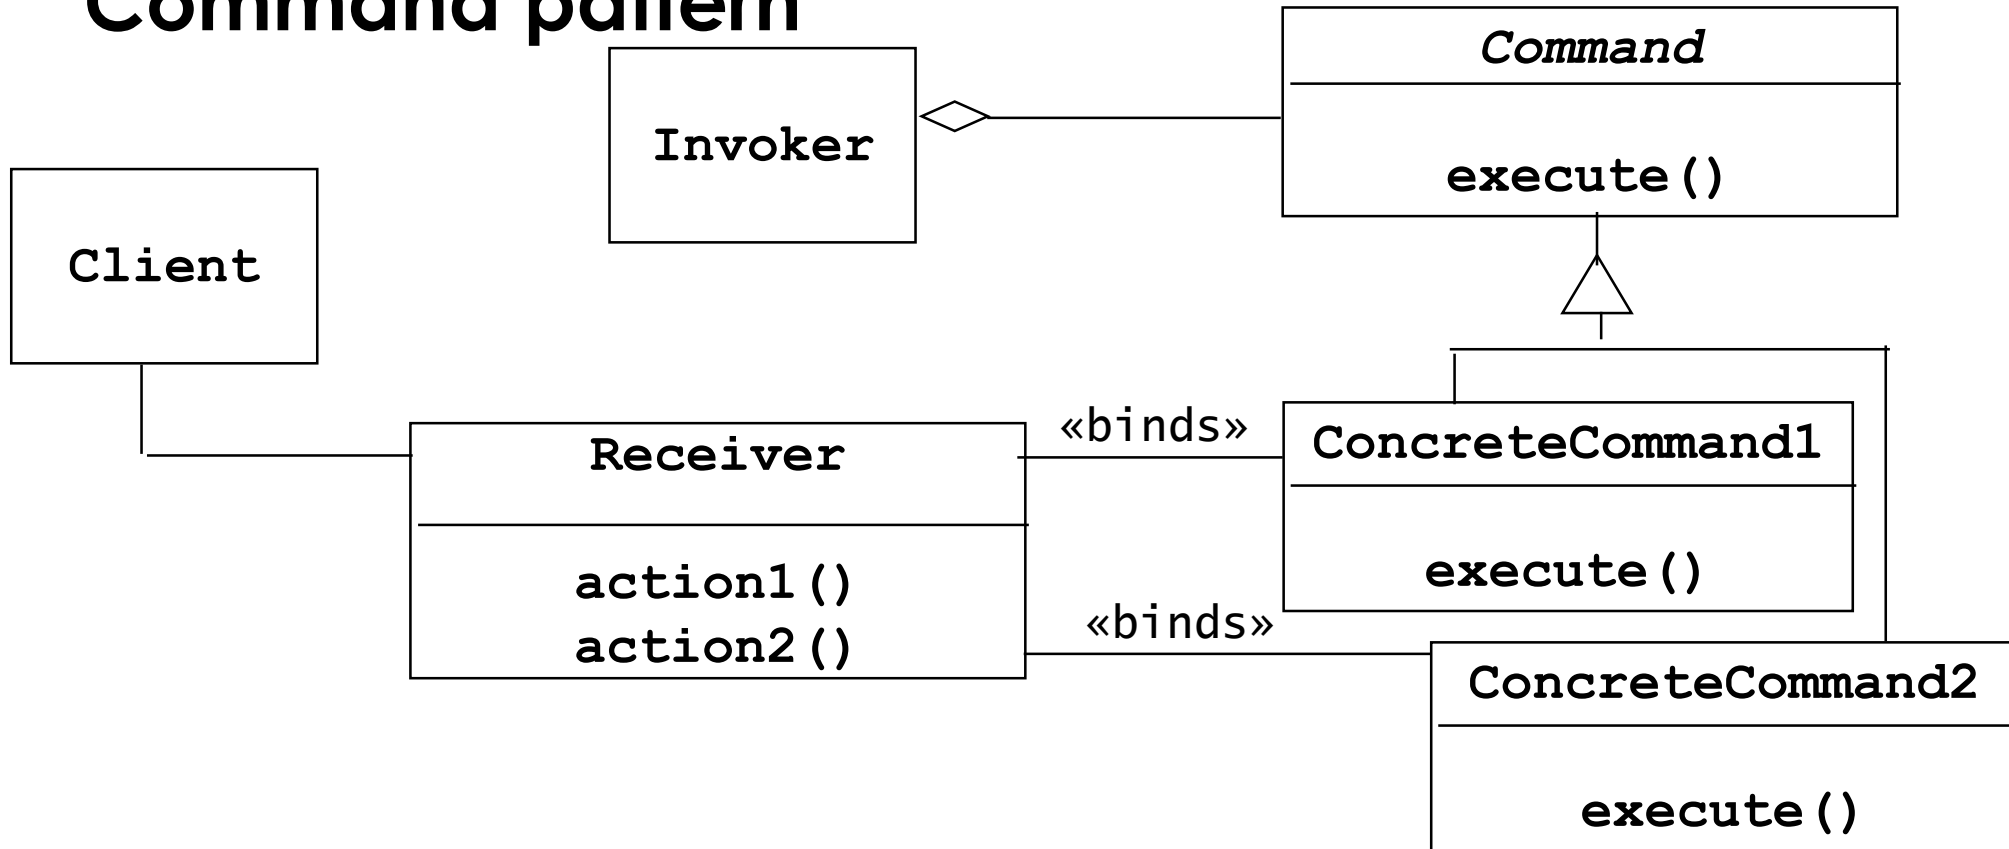 Command pattern
Command
execute()
Invoker
Client
Receiver
action1()
action2()
«binds»
ConcreteCommand1
execute()
«binds»
ConcreteCommand2
execute()